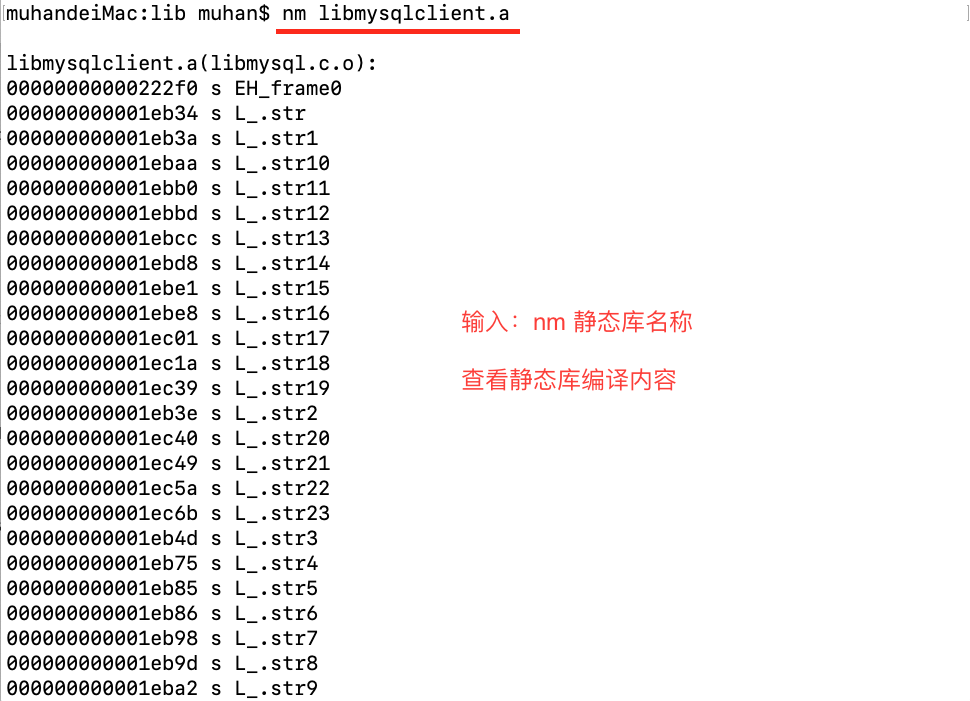 muhandeiMac:lib muhan$ nm libmysqlclient.a
libmysqlclient.a(libmysql.c.o):
00000000000222f0 s EH_frame0
000000000001eb34 s L_.str
000000000001eb3a s L_.str1
000000000001ebaa s L_.str10
000000000001ebb0 s L_.str11
000000000001ebbd s L_.str12
000000000001ebcc s L_.str13
000000000001ebd8 s L_.str14
000000000001ebe1 s L_.str15
000000000001ebe8 s L_.str16
000000000001ec01 s L_.str17
000000000001ec1a s L_.str18
000000000001ec39 s L_.str19
000000000001eb3e s L_.str2
000000000001ec40 s L_.str20
000000000001ec49 s L_.str21
000000000001ec5a s L_.str22
000000000001ec6b s L_.str23
000000000001eb4d s L_.str3
000000000001eb75 s L_.str4
000000000001eb85 s L_.str5
000000000001eb86 s L_.str6
000000000001eb98 s L_.str7
000000000001eb9d s L_.str8
000000000001eba2 s L_.str9
输入：nm 静态库名称
查看静态库编译内容